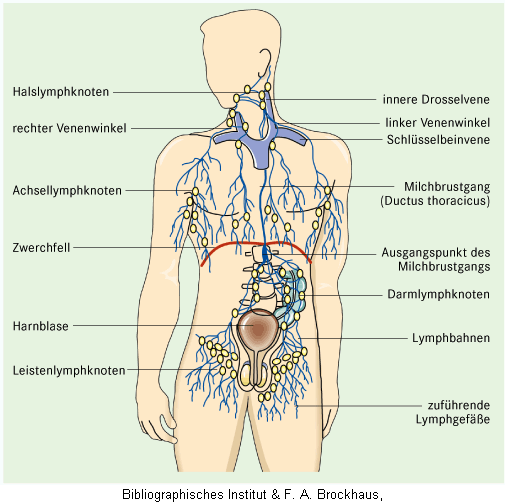 Halslymphknoten
rechter Venenwinkel
Achsellymphknoten
Zwerchfell
Harnblase
Leistenlymphknoten
innere Drosselvene
linker Venenwinkel
Schlüsselbeinvene
Milchbrustgang
(Ductus thoracicus)
Ausgangspunkt des
Milchbrustgangs
Darmlymphknoten
Lymphbahnen
zuführende
Lymphgefäße
Bibliographisches Institut & F. A. Brockhaus,